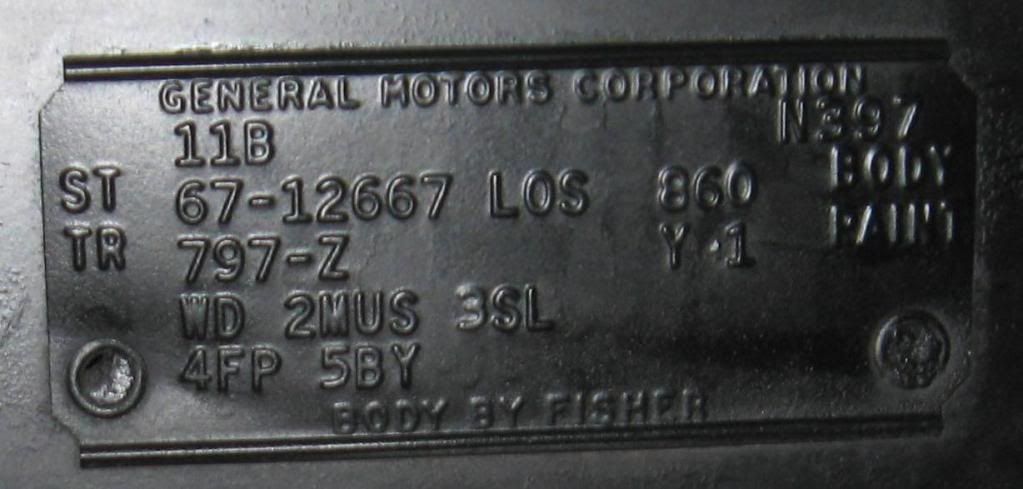 GENERAL MOTORS CORPORATION
11B N397
ST 67-12667 LOS 860 BODY
TR 797-Z Y-1 PAINT
WD 2MUS 3SL
4FP 5BY
BODY BY FISHER